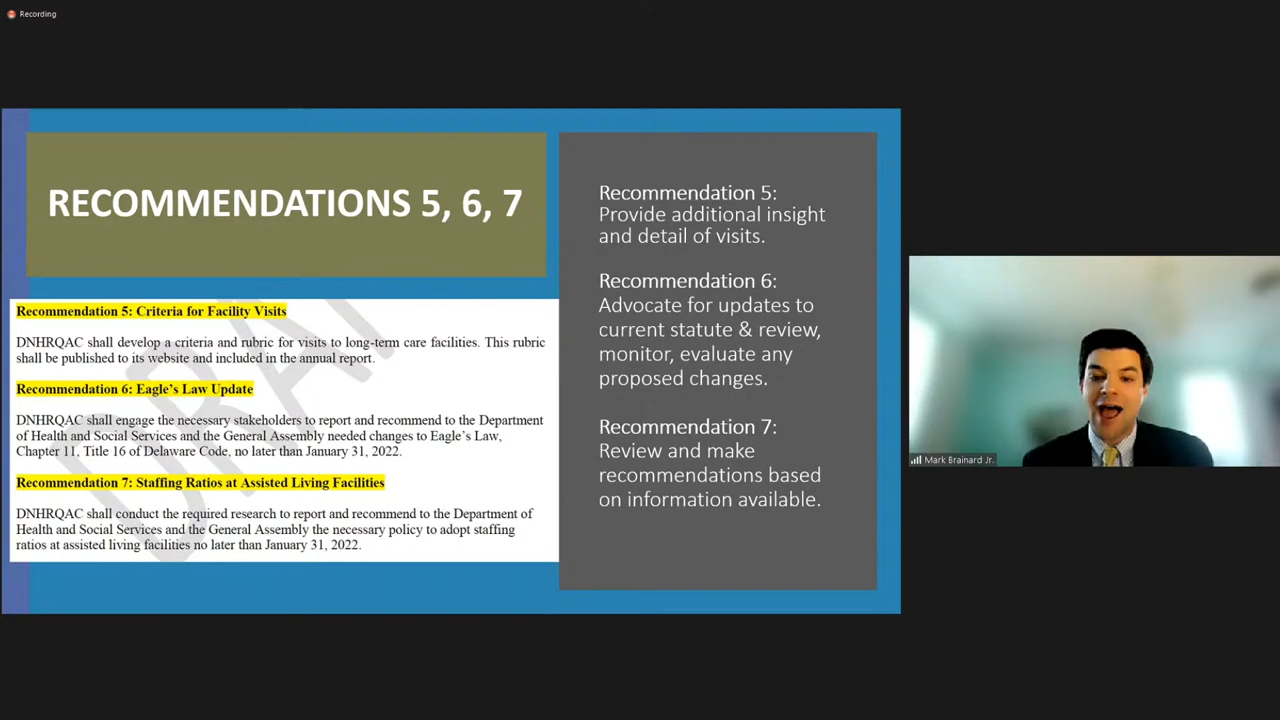 Recording
RECOMMENDATIONS 5, 6, 7
Recommendation 5: Criteria for Facility Visits
DNHRQAC shall develop a criteria and rubric for visits to long-term care facilities. This rubric
shall be published to its website and included in the annual report.
Recommendation 6: Eagle's Law Update
DNHRQAC shall engage the necessary stakeholders to report and recommend to the Department
of Health and Social Services and the General Assembly needed changes to Eagle's Law,
Chapter 11, Title 16 of Delaware Code, no later than January 31, 2022.
Recommendation 7: Staffing Ratios at Assisted Living Facilities
DNHRQAC shall conduct the required research to report and recommend to the Department of
Health and Social Services and the General Assembly the necessary policy to adopt staffing
ratios at assisted living facilities no later than January 31, 2022.
DRAFT
Recommendation 5:
Provide additional insight
and detail of visits.
Recommendation 6:
Advocate for updates to
current statute & review,
monitor, evaluate any
proposed changes.
Recommendation 7:
Review and make
recommendations based
on information available.
Mark Brainard Jr.